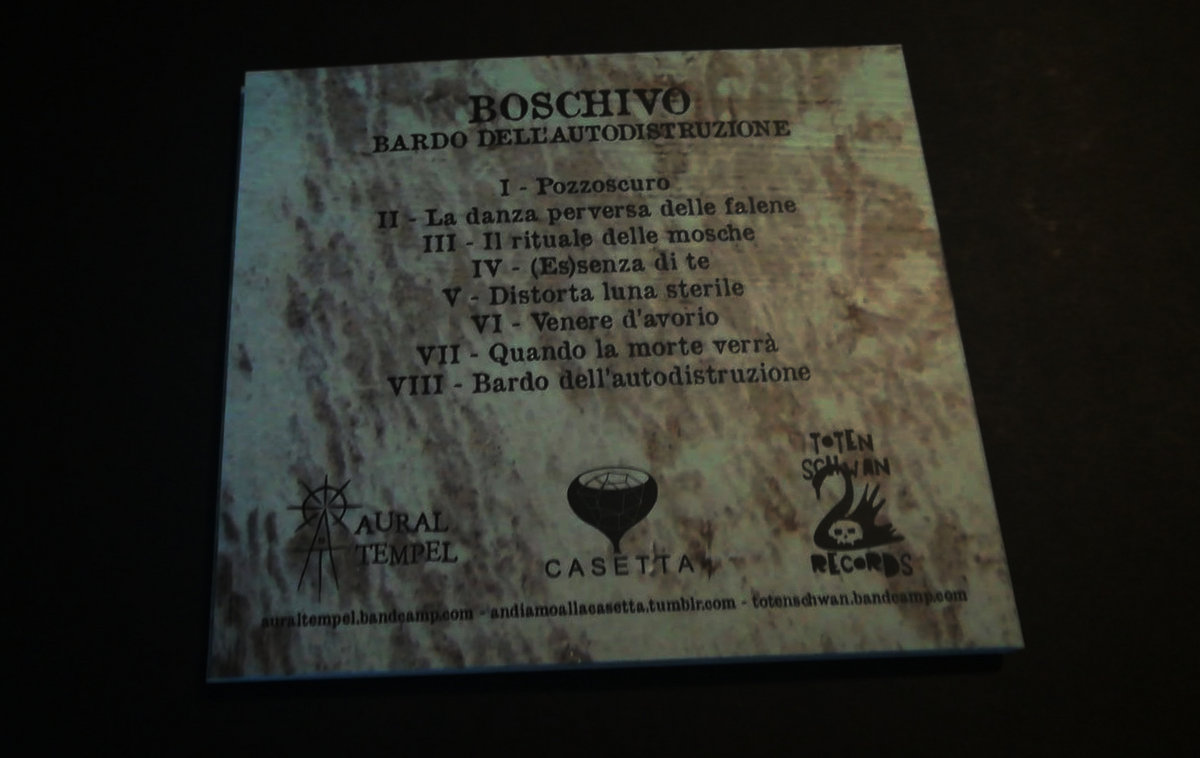 BOSCHIVO
BARDO DELL'AUTODISTRUZIONE
I - Pozzoscuro
II - La danza perversa delle falene
III - Il rituale delle mosche
IV - (Es)senza di te
V - Distorta luna sterile
VI - Venere d'avorio
VII - Quando la morte verrà
VIII - Bardo dell'autodistruzione
AURAL
TEMPEL
CASETTA
TOTEN
SCHWAN
RECORDS
auraltempel.bandcamp.com - andiamoallacasetta.tumblr.com - totenschwan.bandcamp.com